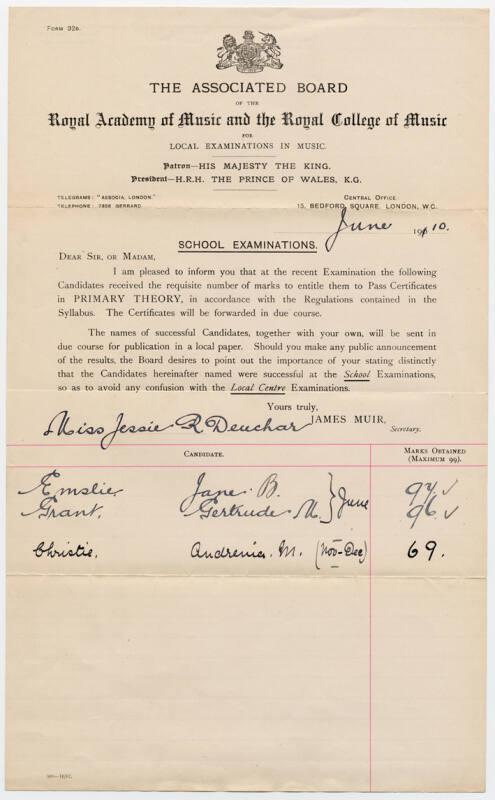 FORM 32B.
THE ASSOCIATED BOARD
OF THE
Royal Academy of Music and the Royal College of Music
FOR
LOCAL EXAMINATIONS IN MUSIC.
Patron—HIS MAJESTY THE KING.
President—H.R.H. THE PRINCE OF WALES, K.G.
TELEGRAMS: "ASSOCIA, LONDON."
TELEPHONE: 7458 GERRARD.
CENTRAL OFFICE:
15, BEDFORD SQUARE, LONDON, W.C.
June 1910.
SCHOOL EXAMINATIONS.
DEAR SIR, OR MADAM,
I am pleased to inform you that at the recent Examination the following
Candidates received the requisite number of marks to entitle them to Pass Certificates
in PRIMARY THEORY, in accordance with the Regulations contained in the
Syllabus. The Certificates will be forwarded in due course.
The names of successful Candidates, together with your own, will be sent in
due course for publication in a local paper. Should you make any public announcement
of the results, the Board desires to point out the importance of your stating distinctly
that the Candidates hereinafter named were successful at the School Examinations,
so as to avoid any confusion with the Local Centre Examinations.
Yours truly,
JAMES MUIR,
Secretary.
Miss Jessie R Deuchar
CANDIDATE. MARKS OBTAINED (MAXIMUM 99).
Emslie, Jane B. } June 94 ✓
Grant, Gertrude M. } June 96 ✓
Christie, Andrenia M. (Nov-Dec) 69.